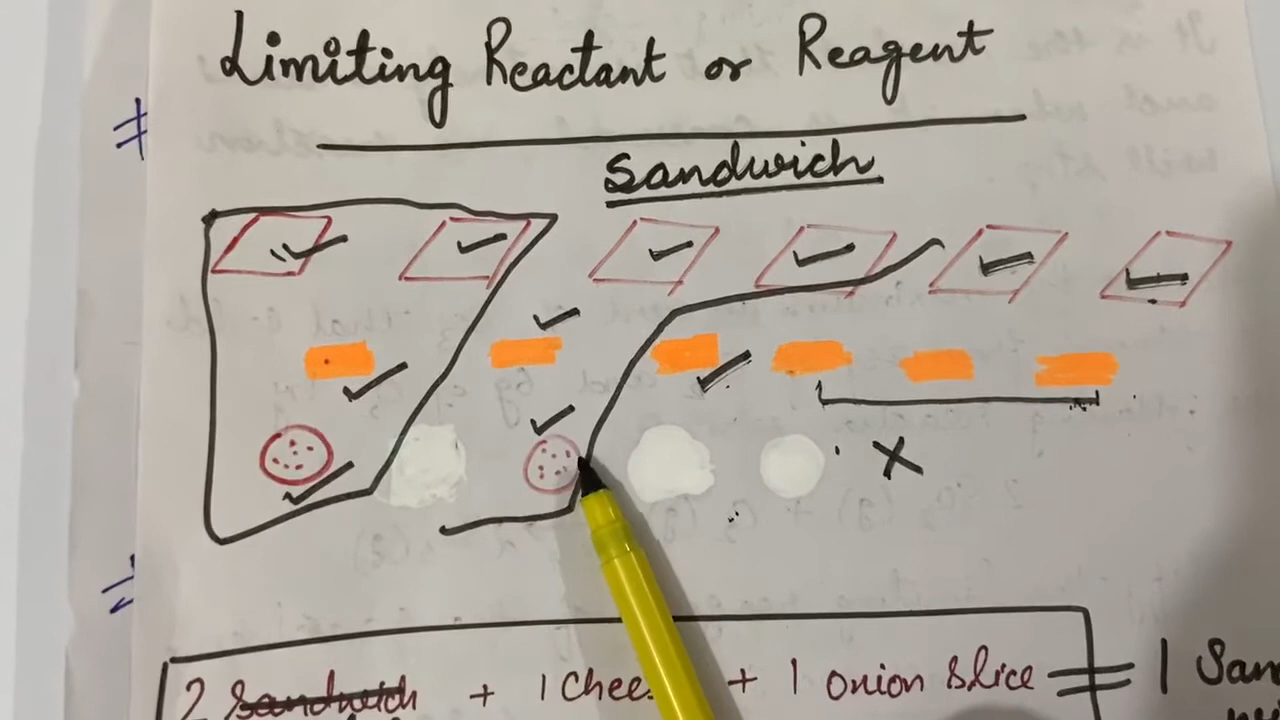 Limiting Reactant or Reagent
Sandwich
2 sandwich + 1 Chee + 1 onion slice = 1 San